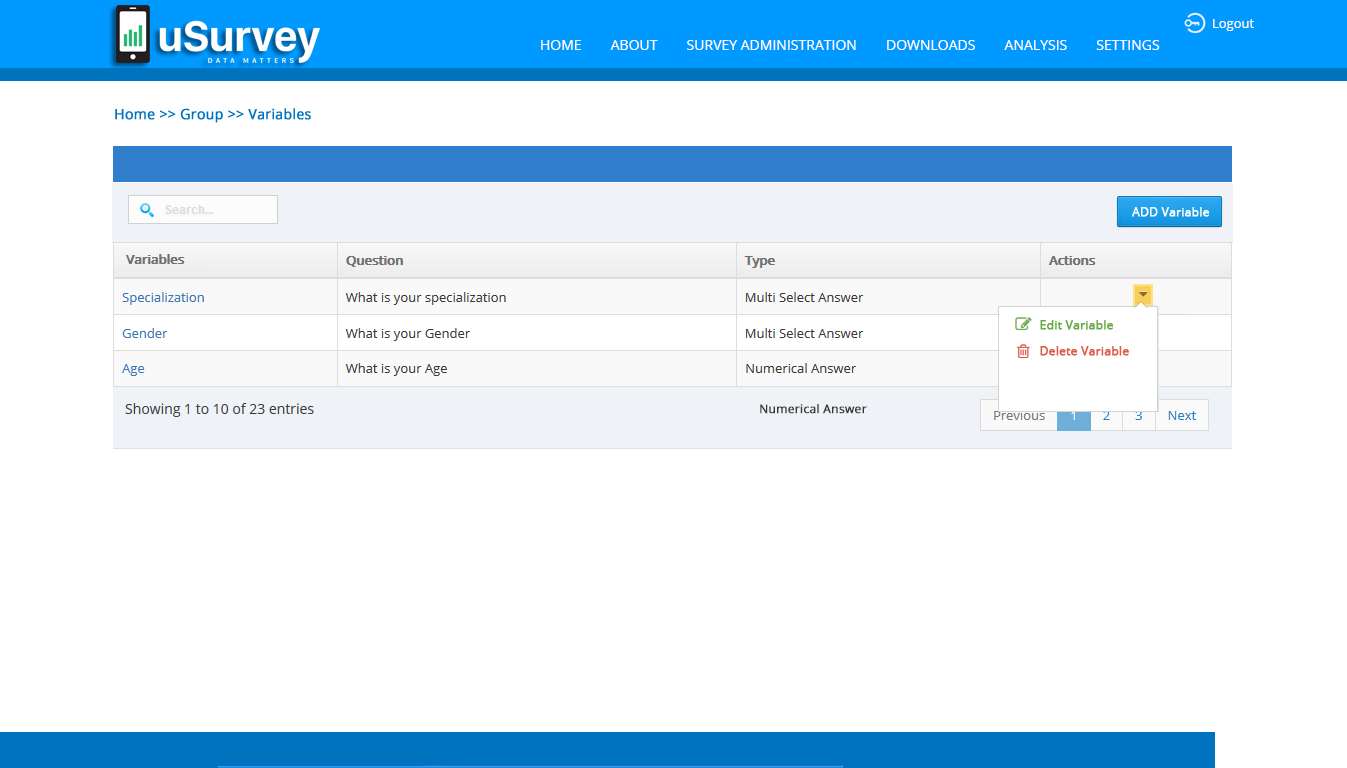 uSurvey
DATA MATTERS
HOME ABOUT SURVEY ADMINISTRATION DOWNLOADS ANALYSIS SETTINGS Logout
Home >> Group >> Variables
Search...
ADD Variable
Variables Question Type Actions
Specialization What is your specialization Multi Select Answer
Edit Variable
Gender What is your Gender Multi Select Answer
Delete Variable
Age What is your Age Numerical Answer
Showing 1 to 10 of 23 entries Numerical Answer Previous 1 2 3 Next